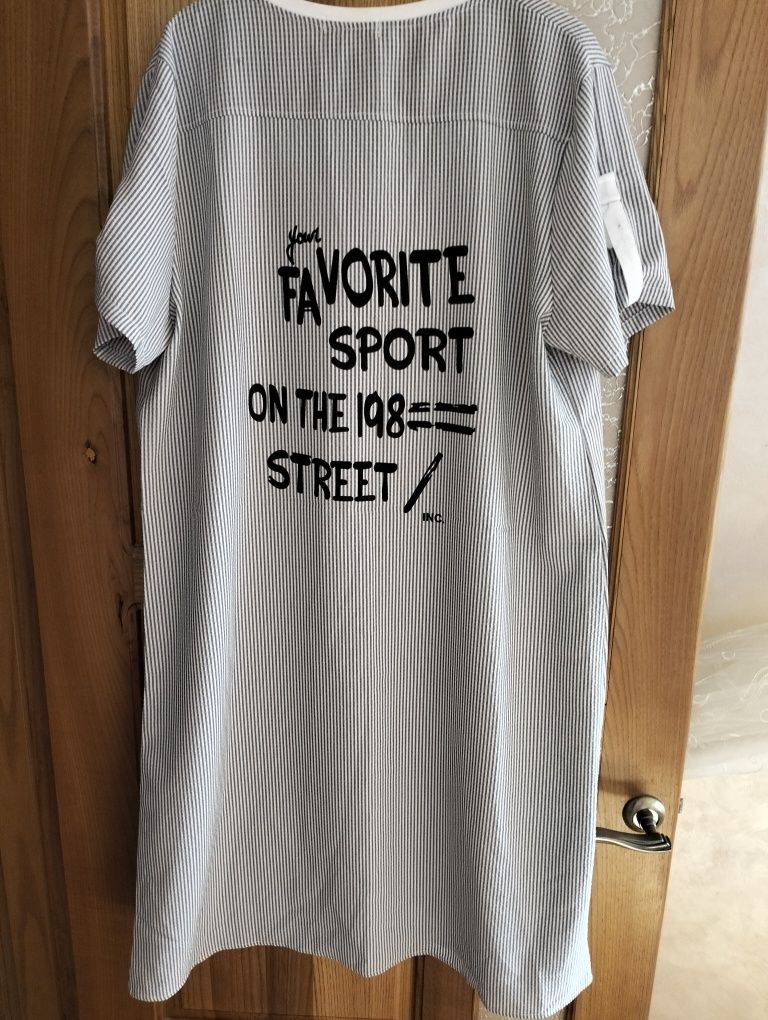 your
FAVORITE
SPORT
ON THE 198==
STREET /
INC.